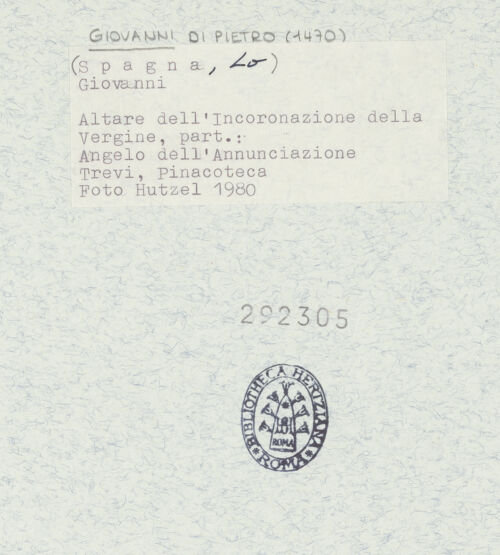 GIOVANNI DI PIETRO (1470)
(Spagna, Lo)
Giovanni
Altare dell'Incoronazione della
Vergine, part.:
Angelo dell'Annunciazione
Trevi, Pinacoteca
Foto Hutzel 1980
292305
BIBLIOTHECA HERTZIANA
ROMA
* ROMA *